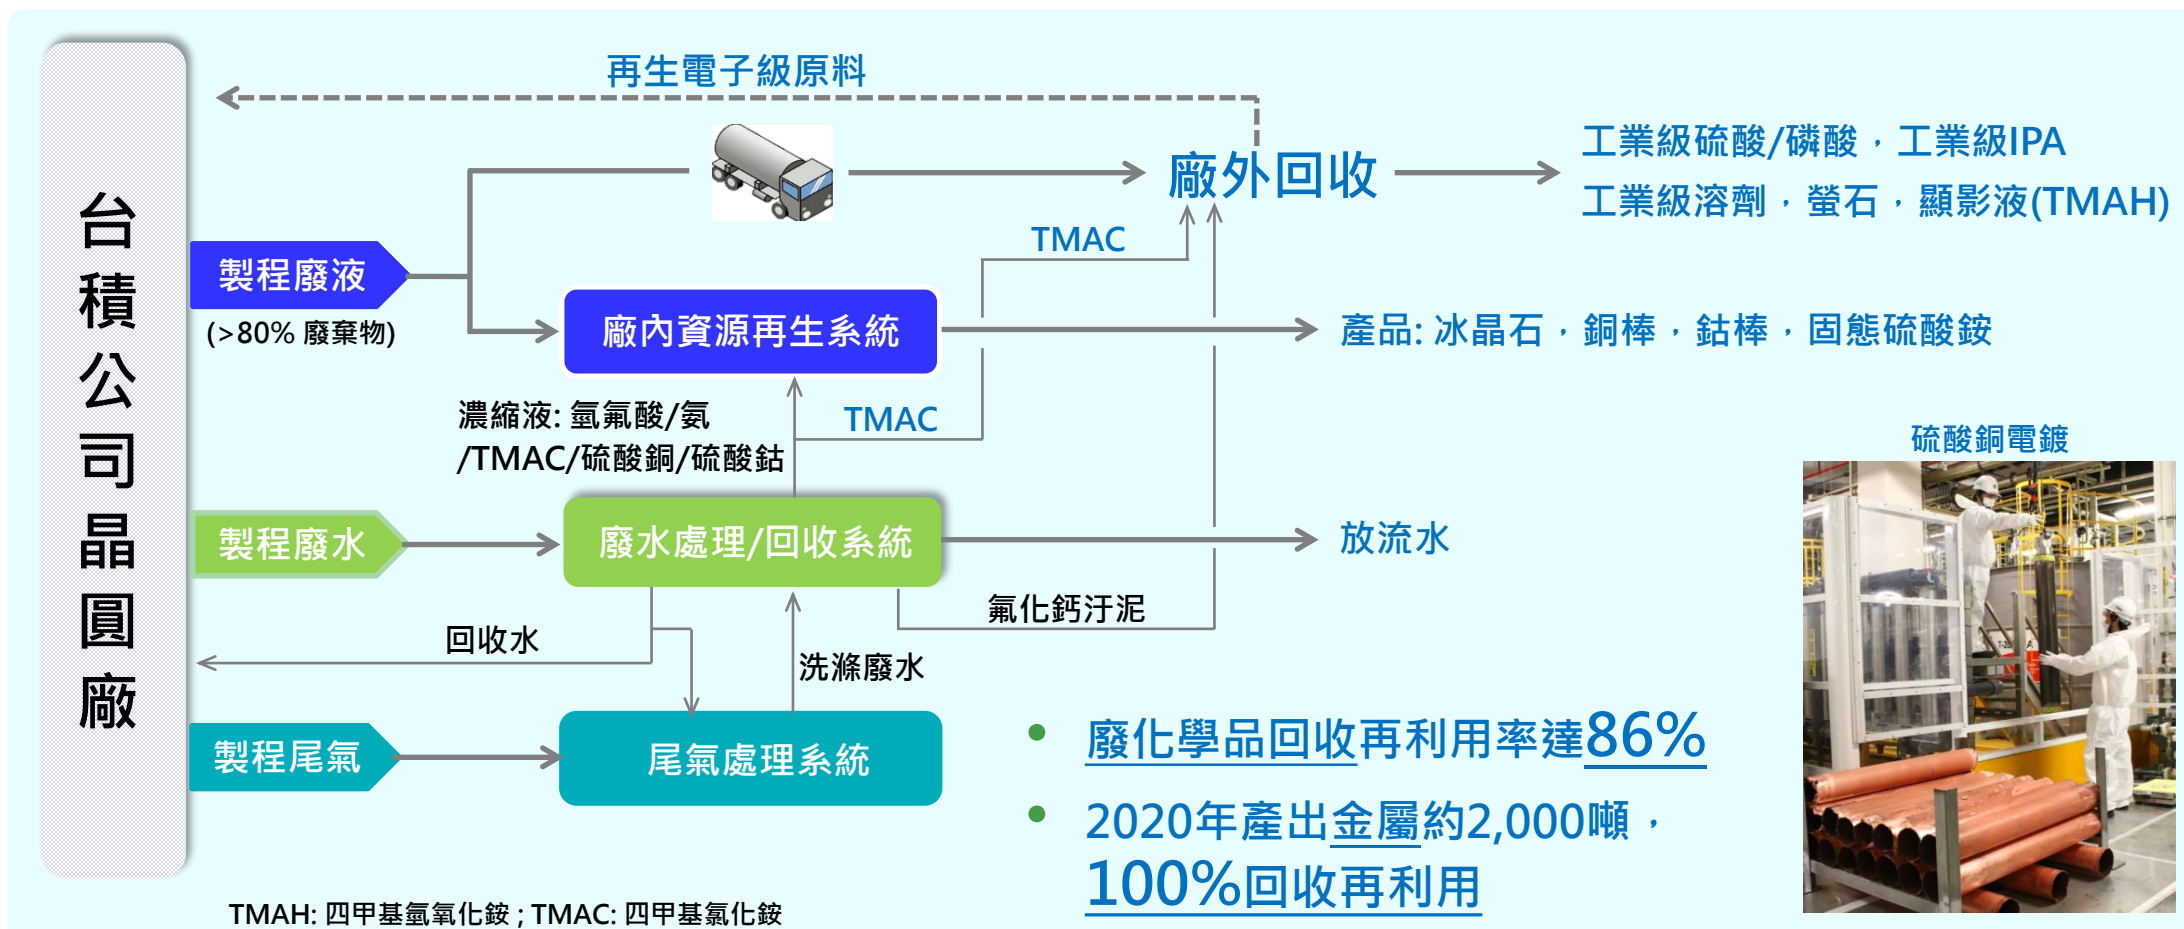 台積公司晶圓廠
再生電子級原料
廠外回收
工業級硫酸/磷酸，工業級IPA
工業級溶劑，螢石，顯影液(TMAH)
TMAC
製程廢液
(>80% 廢棄物)
廠內資源再生系統
產品: 冰晶石，銅棒，鈷棒，固態硫酸銨
濃縮液: 氫氟酸/氨
/TMAC/硫酸銅/硫酸鈷
TMAC
硫酸銅電鍍
製程廢水
廢水處理/回收系統
放流水
氟化鈣汙泥
回收水
洗滌廢水
製程尾氣
尾氣處理系統
• 廢化學品回收再利用率達86%
• 2020年產出金屬約2,000噸，
100%回收再利用
TMAH: 四甲基氫氧化銨 ; TMAC: 四甲基氯化銨